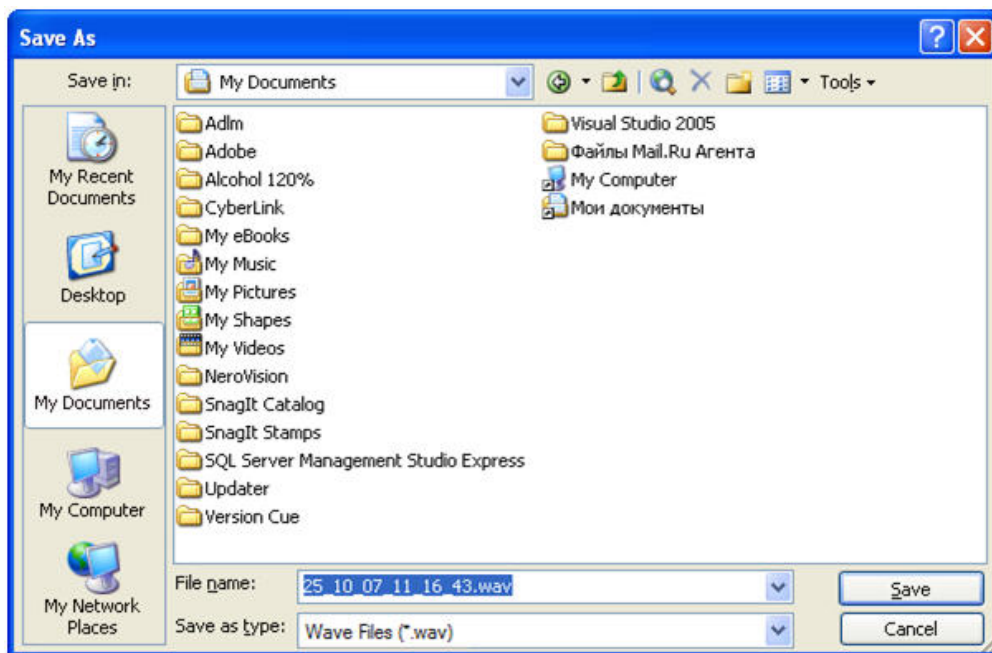 Save As
Save in:
My Documents
Tools
My Recent
Documents
Desktop
My Documents
My Computer
My Network
Places
Adlm
Adobe
Alcohol 120%
CyberLink
My eBooks
My Music
My Pictures
My Shapes
My Videos
NeroVision
SnagIt Catalog
SnagIt Stamps
SQL Server Management Studio Express
Updater
Version Cue
Visual Studio 2005
Файлы Mail.Ru Агента
My Computer
Мои документы
File name:
25_10_07_11_16_43.wav
Save
Save as type:
Wave Files (*.wav)
Cancel